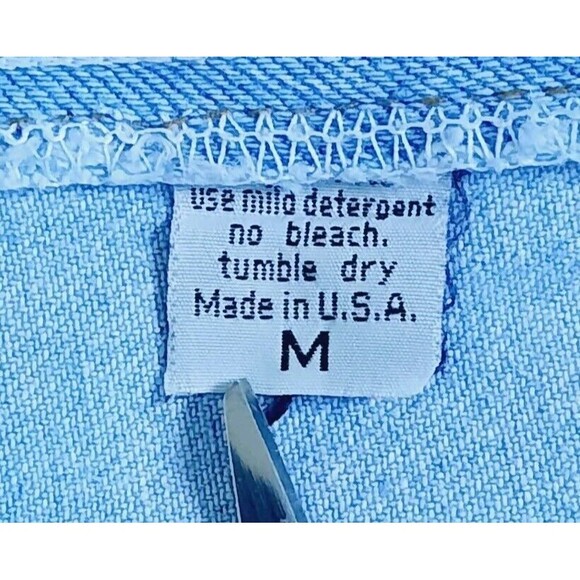 use mild detergent
no bleach.
tumble dry
Made in U.S.A.
M